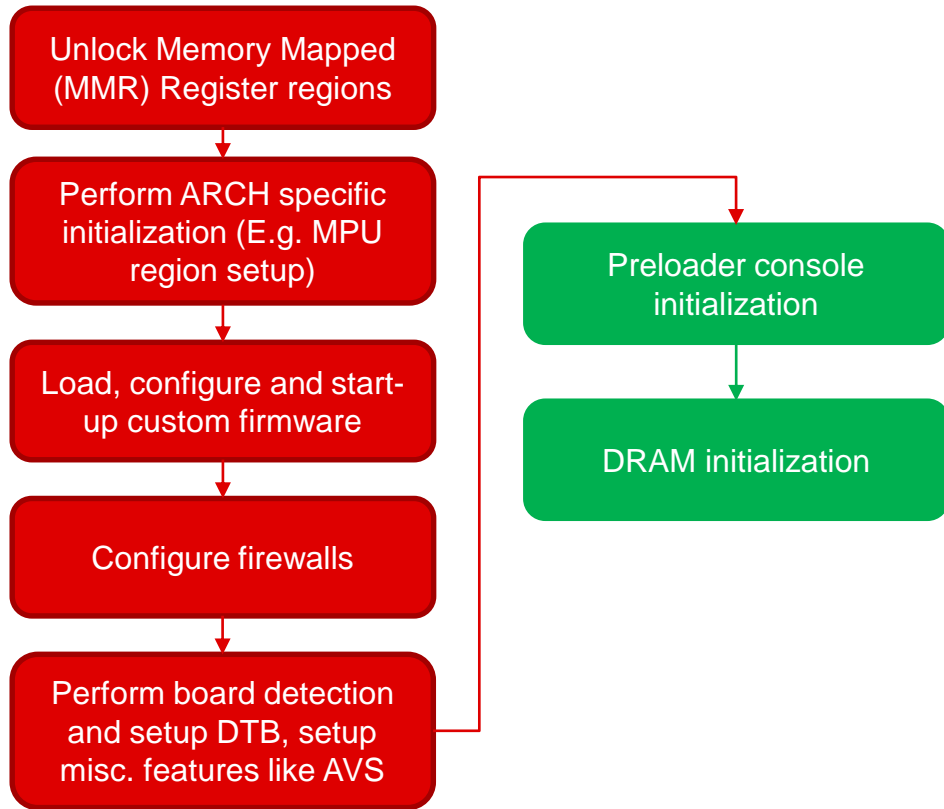 Unlock Memory Mapped
(MMR) Register regions
Perform ARCH specific
initialization (E.g. MPU
region setup)
Load, configure and start-
up custom firmware
Configure firewalls
Perform board detection
and setup DTB, setup
misc. features like AVS
Preloader console
initialization
DRAM initialization